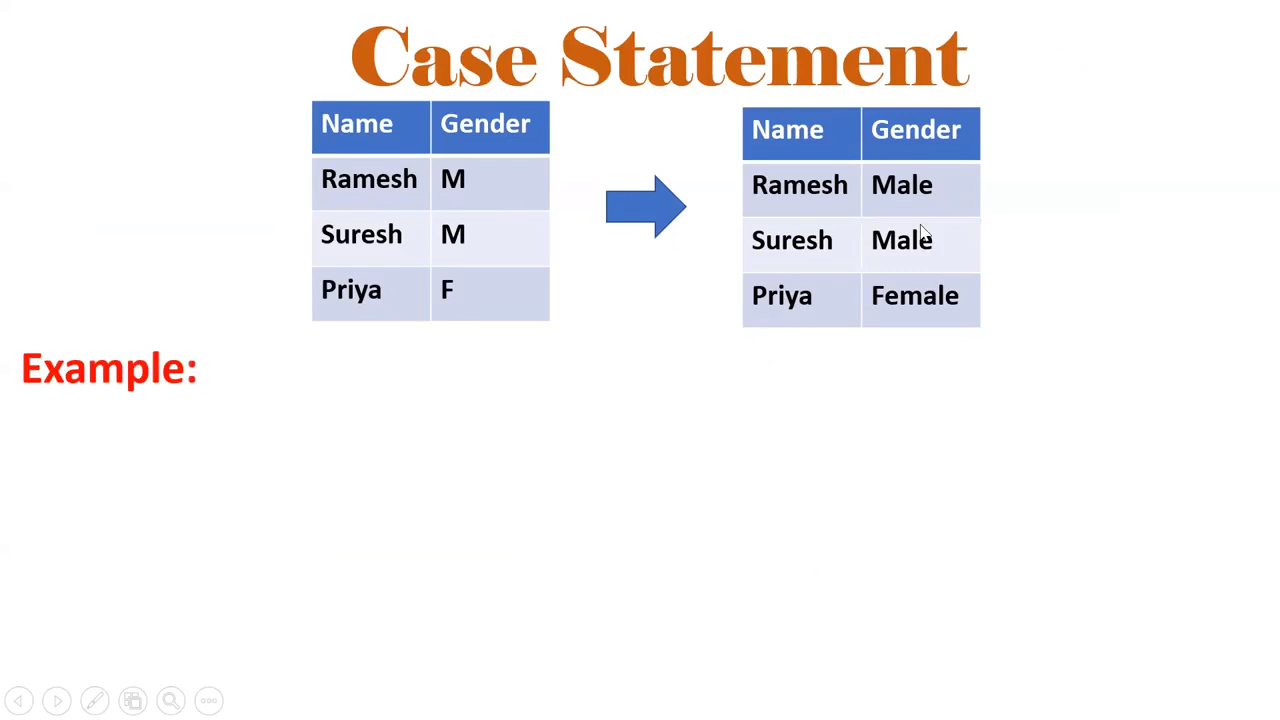 Case Statement
Name Gender
Ramesh M
Suresh M
Priya F
Name Gender
Ramesh Male
Suresh Male
Priya Female
Example: